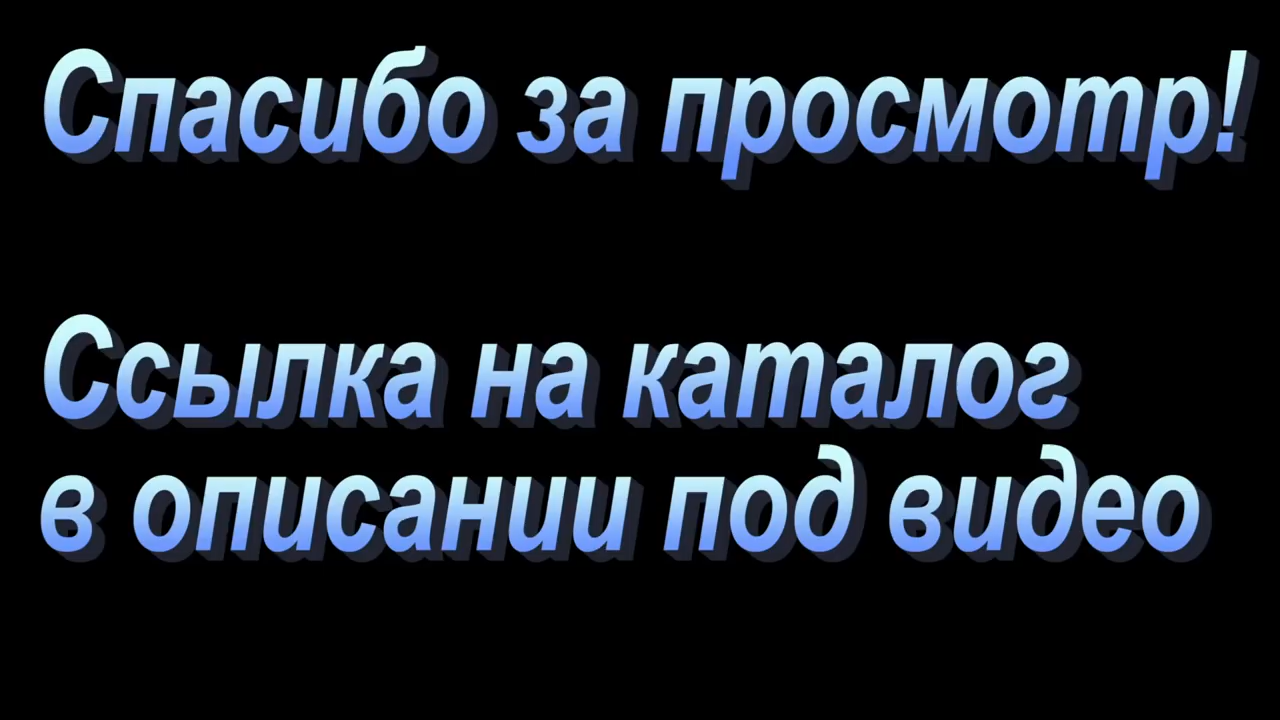 Спасибо за просмотр!
Ссылка на каталог
в описании под видео